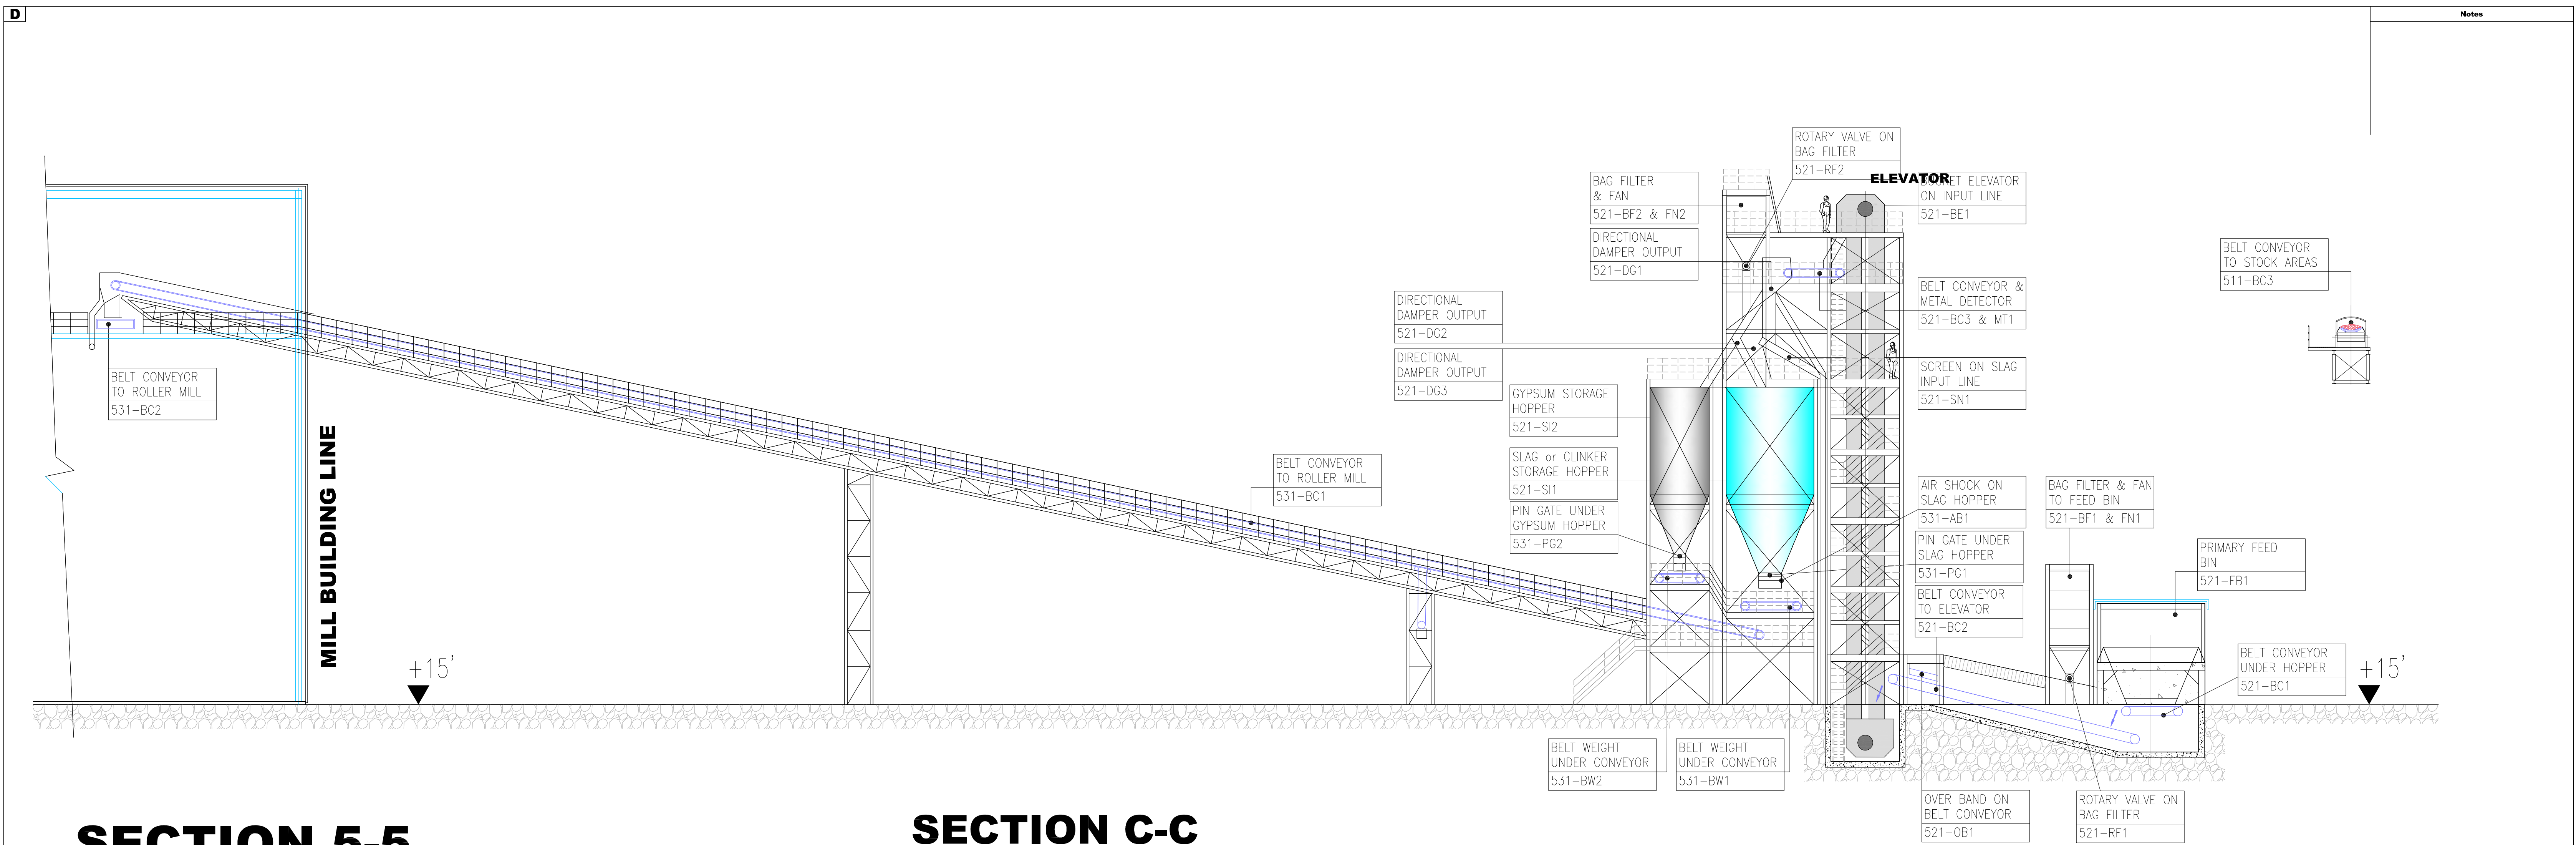 D
Notes
ROTARY VALVE ON
BAG FILTER
521-RF2
ELEVATOR
BAG FILTER
& FAN
521-BF2 & FN2
BUCKET ELEVATOR
ON INPUT LINE
521-BE1
DIRECTIONAL
DAMPER OUTPUT
521-DG1
BELT CONVEYOR
TO STOCK AREAS
511-BC3
BELT CONVEYOR &
METAL DETECTOR
521-BC3 & MT1
DIRECTIONAL
DAMPER OUTPUT
521-DG2
DIRECTIONAL
DAMPER OUTPUT
521-DG3
SCREEN ON SLAG
INPUT LINE
521-SN1
BELT CONVEYOR
TO ROLLER MILL
531-BC2
GYPSUM STORAGE
HOPPER
521-SI2
MILL BUILDING LINE
BELT CONVEYOR
TO ROLLER MILL
531-BC1
SLAG or CLINKER
STORAGE HOPPER
521-SI1
PIN GATE UNDER
GYPSUM HOPPER
531-PG2
AIR SHOCK ON
SLAG HOPPER
531-AB1
BAG FILTER & FAN
TO FEED BIN
521-BF1 & FN1
PIN GATE UNDER
SLAG HOPPER
531-PG1
PRIMARY FEED
BIN
521-FB1
BELT CONVEYOR
TO ELEVATOR
521-BC2
BELT CONVEYOR
UNDER HOPPER
521-BC1
+15'
+15'
BELT WEIGHT
UNDER CONVEYOR
531-BW2
BELT WEIGHT
UNDER CONVEYOR
531-BW1
OVER BAND ON
BELT CONVEYOR
521-OB1
ROTARY VALVE ON
BAG FILTER
521-RF1
SECTION 5-5
SECTION C-C